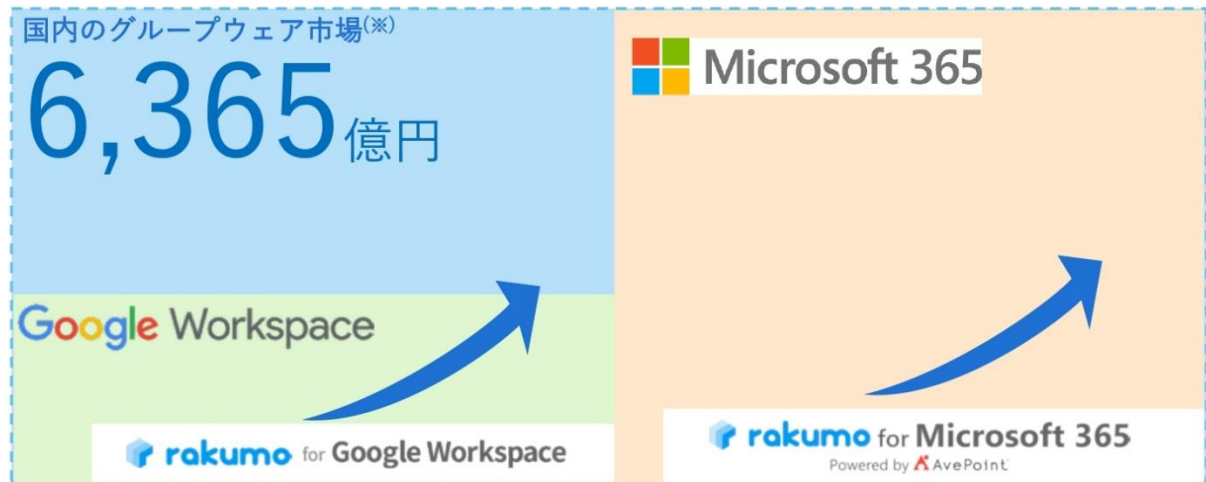 国内のグループウェア市場(※)
6,365億円
Microsoft 365
Google Workspace
rakumo for Google Workspace
rakumo for Microsoft 365
Powered by AvePoint